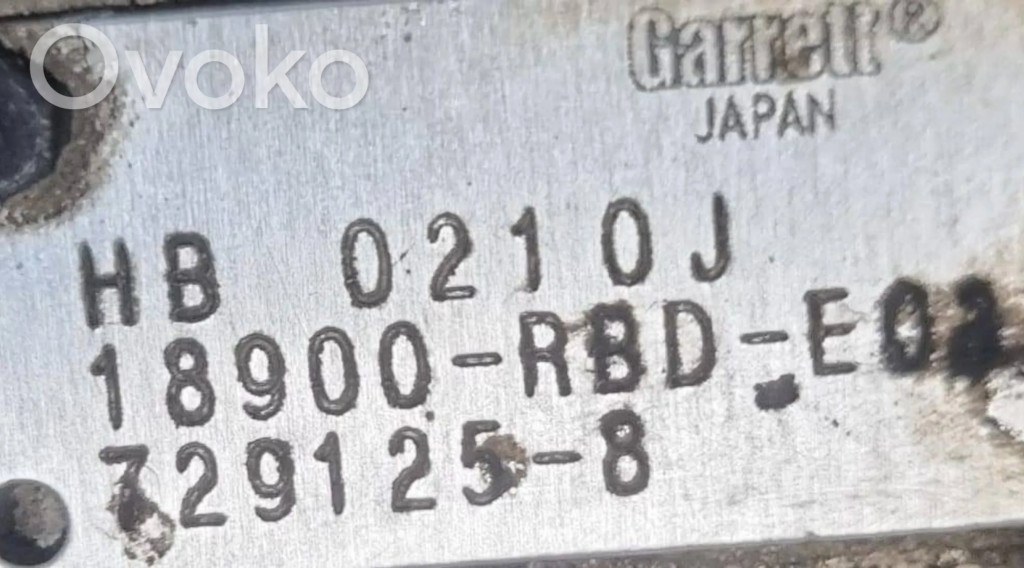 Ovoko
Garrett®
JAPAN
HB 0210J
18900-RBD-E02
729125-8